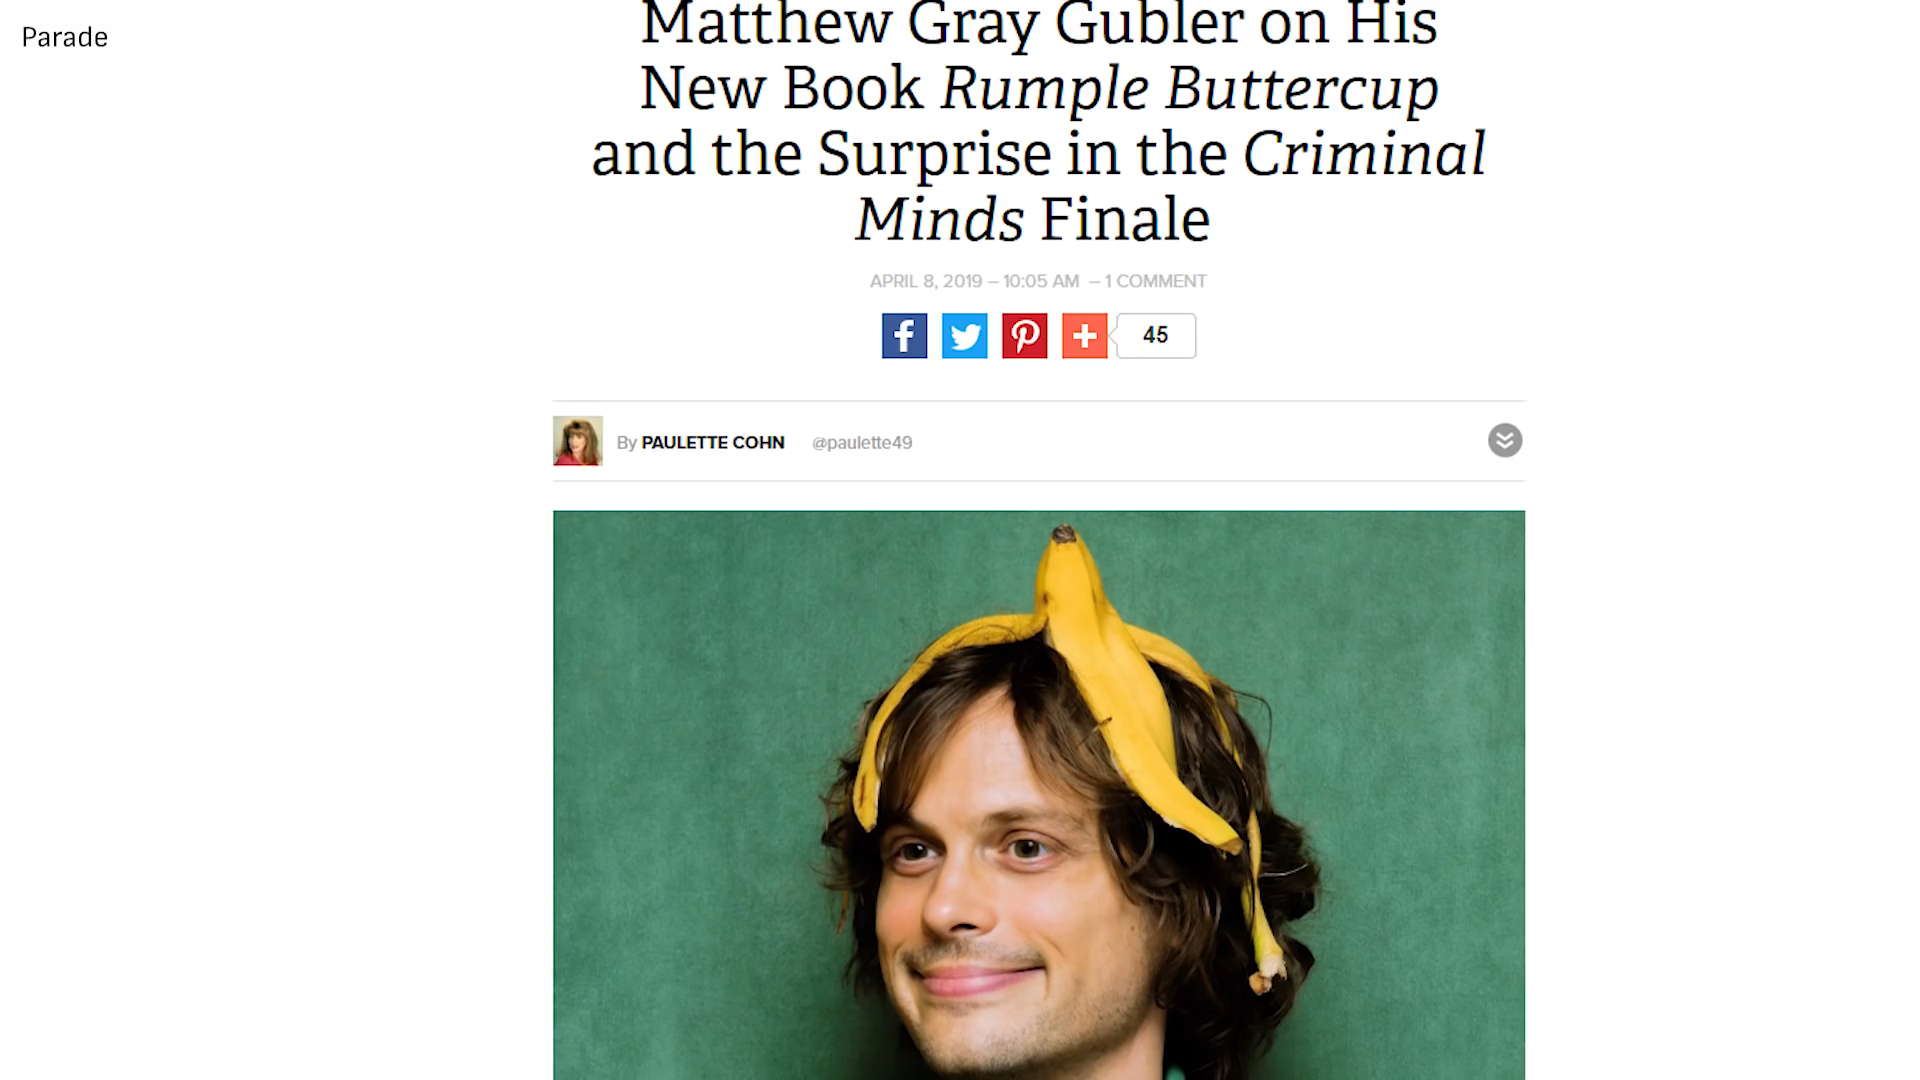 Parade
Matthew Gray Gubler on His
New Book Rumple Buttercup
and the Surprise in the Criminal
Minds Finale
APRIL 8, 2019 – 10:05 AM – 1 COMMENT
45
By PAULETTE COHN @paulette49